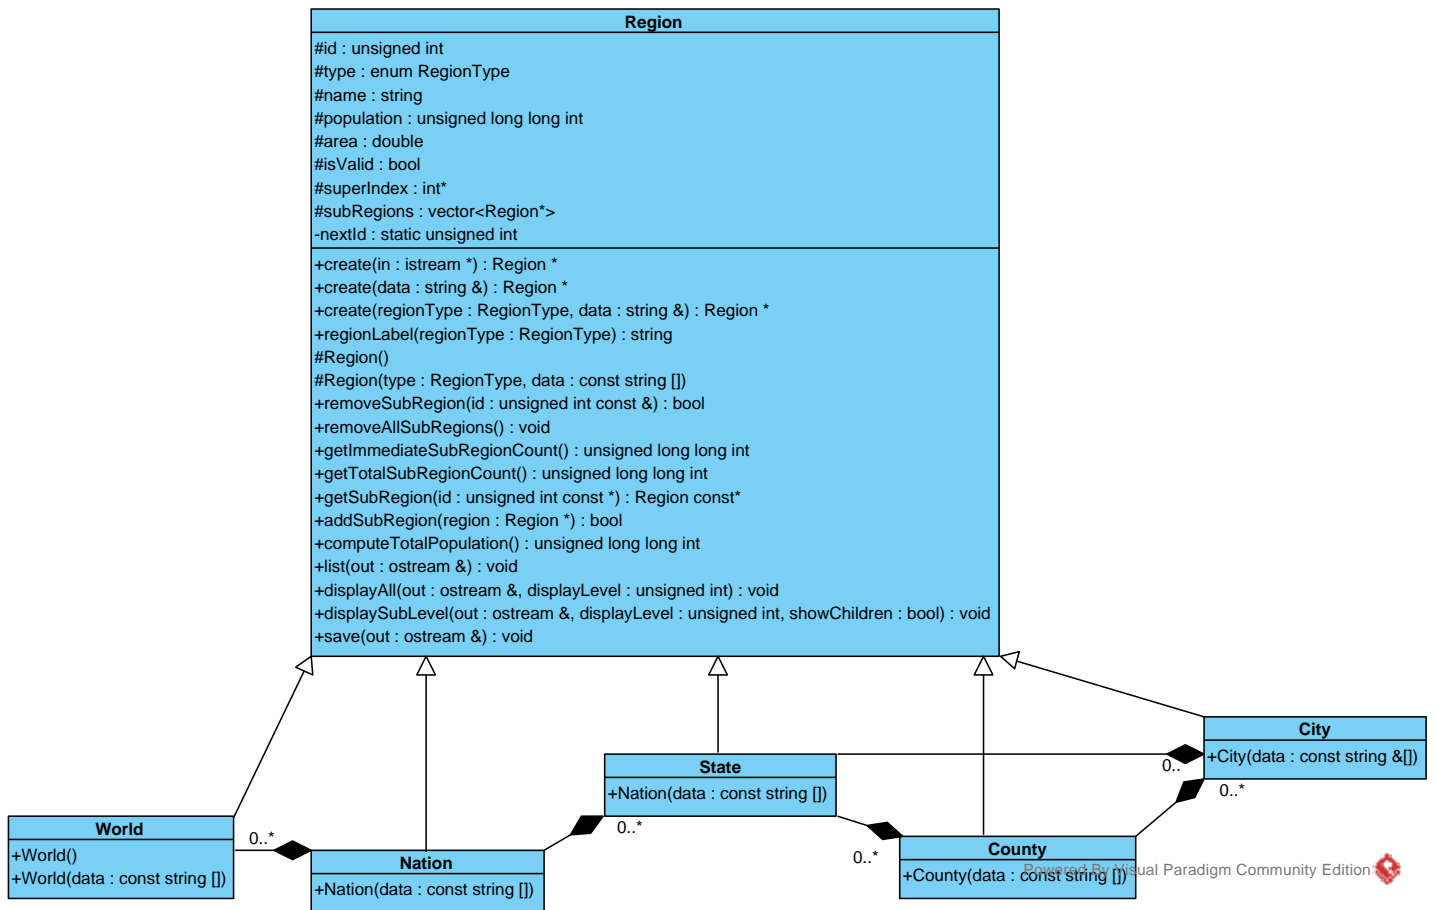 Region
#id : unsigned int
#type : enum RegionType
#name : string
#population : unsigned long long int
#area : double
#isValid : bool
#superIndex : int*
#subRegions : vector<Region*>
-nextId : static unsigned int
+create(in : istream *) : Region *
+create(data : string &) : Region *
+create(regionType : RegionType, data : string &) : Region *
+regionLabel(regionType : RegionType) : string
#Region()
#Region(type : RegionType, data : const string [])
+removeSubRegion(id : unsigned int const &) : bool
+removeAllSubRegions() : void
+getImmediateSubRegionCount() : unsigned long long int
+getTotalSubRegionCount() : unsigned long long int
+getSubRegion(id : unsigned int const *) : Region const*
+addSubRegion(region : Region *) : bool
+computeTotalPopulation() : unsigned long long int
+list(out : ostream &) : void
+displayAll(out : ostream &, displayLevel : unsigned int) : void
+displaySubLevel(out : ostream &, displayLevel : unsigned int, showChildren : bool) : void
+save(out : ostream &) : void
City
+City(data : const string &[])
0..
0..*
State
+Nation(data : const string [])
0..*
World
+World()
+World(data : const string [])
0..*
Nation
+Nation(data : const string [])
0..*
County
+County(data : const string [])
Powered By Visual Paradigm Community Edition